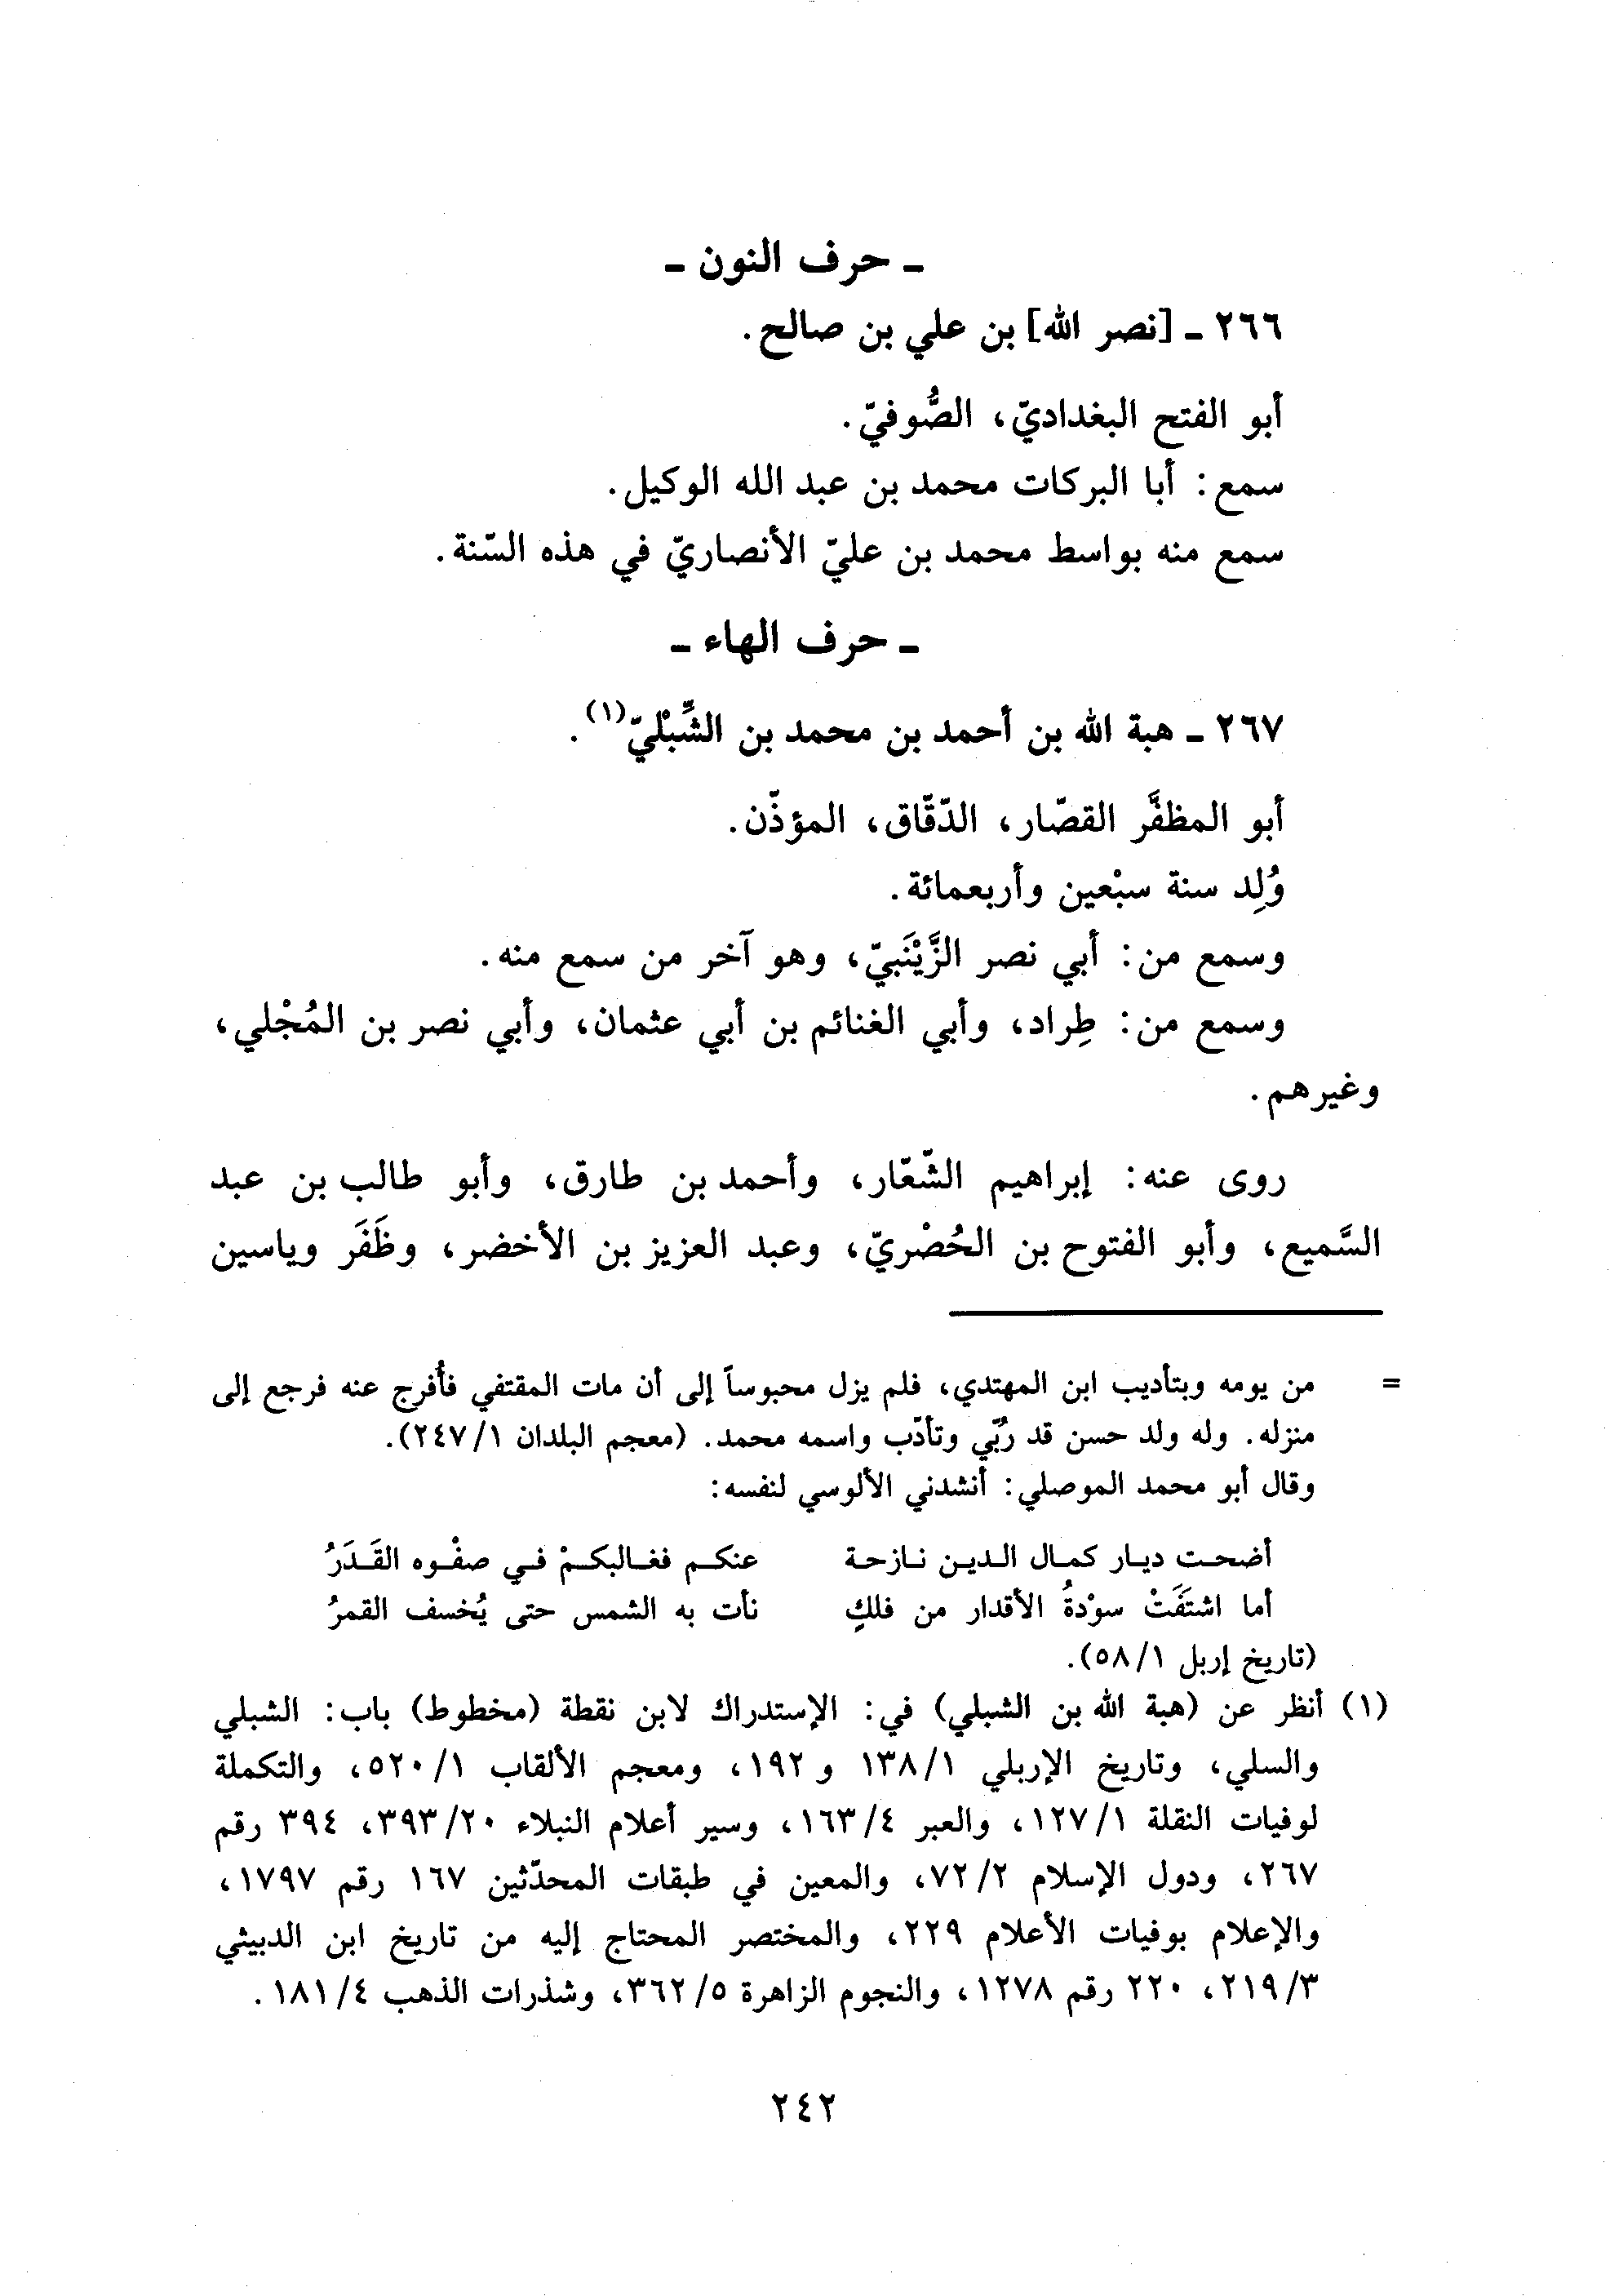 ـ حرف النون ـ
٢٦٦ ـ [نصر الله] بن علي بن صالح.
أبو الفتح البغداديّ، الصُّوفيّ.
سمع: أبا البركات محمد بن عبد الله الوكيل.
سمع منه بواسط محمد بن عليّ الأنصاريّ في هذه السّنة.
ـ حرف الهاء ـ
٢٦٧ ـ هبة الله بن أحمد بن محمد بن الشِّبْليّ(١).
أبو المظفَّر القصّار، الدّقّاق، المؤذّن.
وُلِد سنة سبْعين وأربعمائة.
وسمع من: أبي نصر الزَّيْنَبيّ، وهو آخر من سمع منه.
وسمع من: طِراد، وأبي الغنائم بن أبي عثمان، وأبي نصر بن المُجْلي،
وغيرهم.
روى عنه: إبراهيم الشّعّار، وأحمد بن طارق، وأبو طالب بن عبد
السَّميع، وأبو الفتوح بن الحُصْريّ، وعبد العزيز بن الأخضر، وظَفَر وياسين
= من يومه وبتأديب ابن المهتدي، فلم يزل محبوساً إلى أن مات المقتفي فأُفرج عنه فرجع إلى
منزله. وله ولد حسن قد رُبّي وتأدّب واسمه محمد. (معجم البلدان ٢٤٧/١).
وقال أبو محمد الموصلي: أنشدني الألوسي لنفسه:
أضحت ديار كمال الدين نازحة عنكم فغالبكمْ في صفْوه القَدَرُ
أما اشتَفَتْ سوْدةُ الأقدار من فلكٍ نأت به الشمس حتى يُخسف القمرُ
(تاريخ إربل ٥٨/١).
(١) أنظر عن (هبة الله بن الشبلي) في: الإستدراك لابن نقطة (مخطوط) باب: الشبلي
والسلي، وتاريخ الإربلي ١٣٨/١ و ١٩٢، ومعجم الألقاب ٥٢٠/١، والتكملة
لوفيات النقلة ١٢٧/١، والعبر ١٦٣/٤، وسير أعلام النبلاء ٣٩٣/٢٠، ٣٩٤ رقم
٢٦٧، ودول الإسلام ٧٢/٢، والمعين في طبقات المحدّثين ١٦٧ رقم ١٧٩٧،
والإعلام بوفيات الأعلام ٢٢٩، والمختصر المحتاج إليه من تاريخ ابن الدبيثي
٢١٩/٣، ٢٢٠ رقم ١٢٧٨، والنجوم الزاهرة ٣٦٢/٥، وشذرات الذهب ١٨١/٤.
٢٤٢